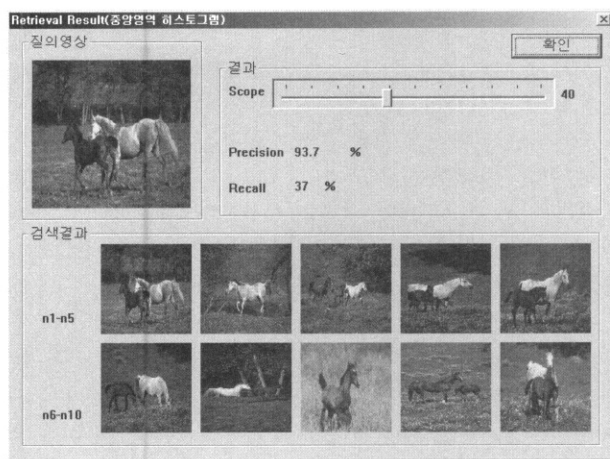 Retrieval Result(중앙영역 히스토그램)
질의영상
확인
결과
Scope
40
Precision 93.7 %
Recall 37 %
검색결과
n1-n5
n6-n10